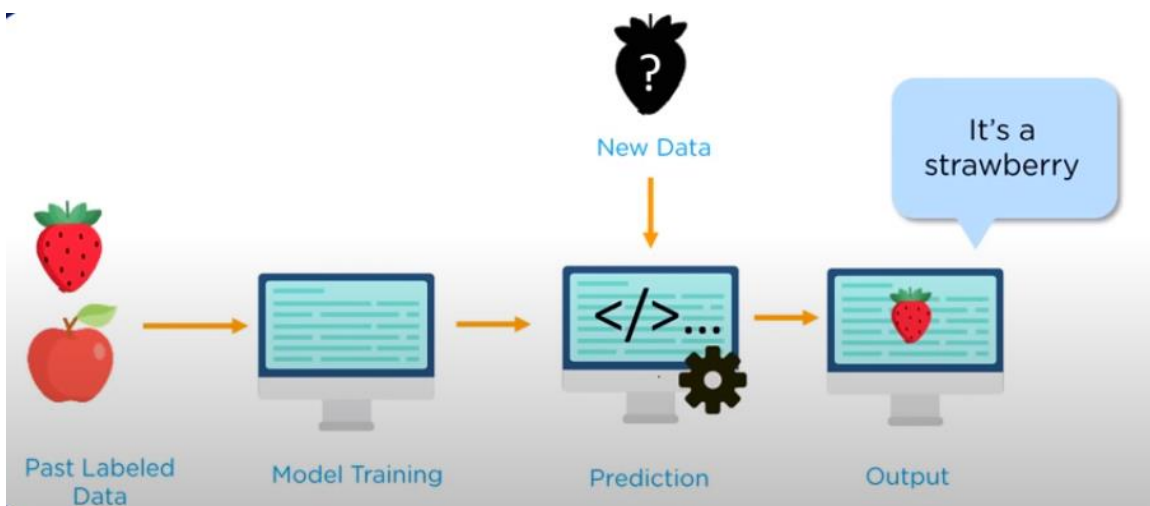 ?
New Data
It's a
strawberry
</>...
Past Labeled
Data
Model Training
Prediction
Output